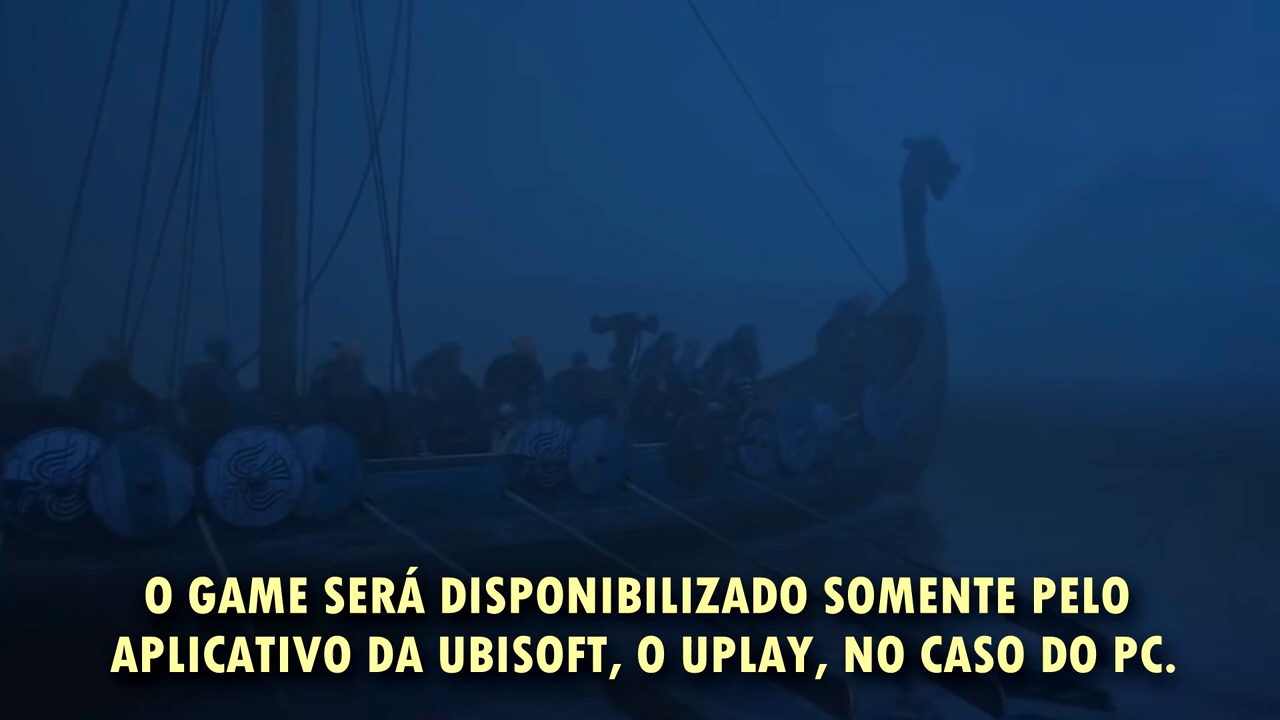 O GAME SERÁ DISPONIBILIZADO SOMENTE PELO
APLICATIVO DA UBISOFT, O UPLAY, NO CASO DO PC.